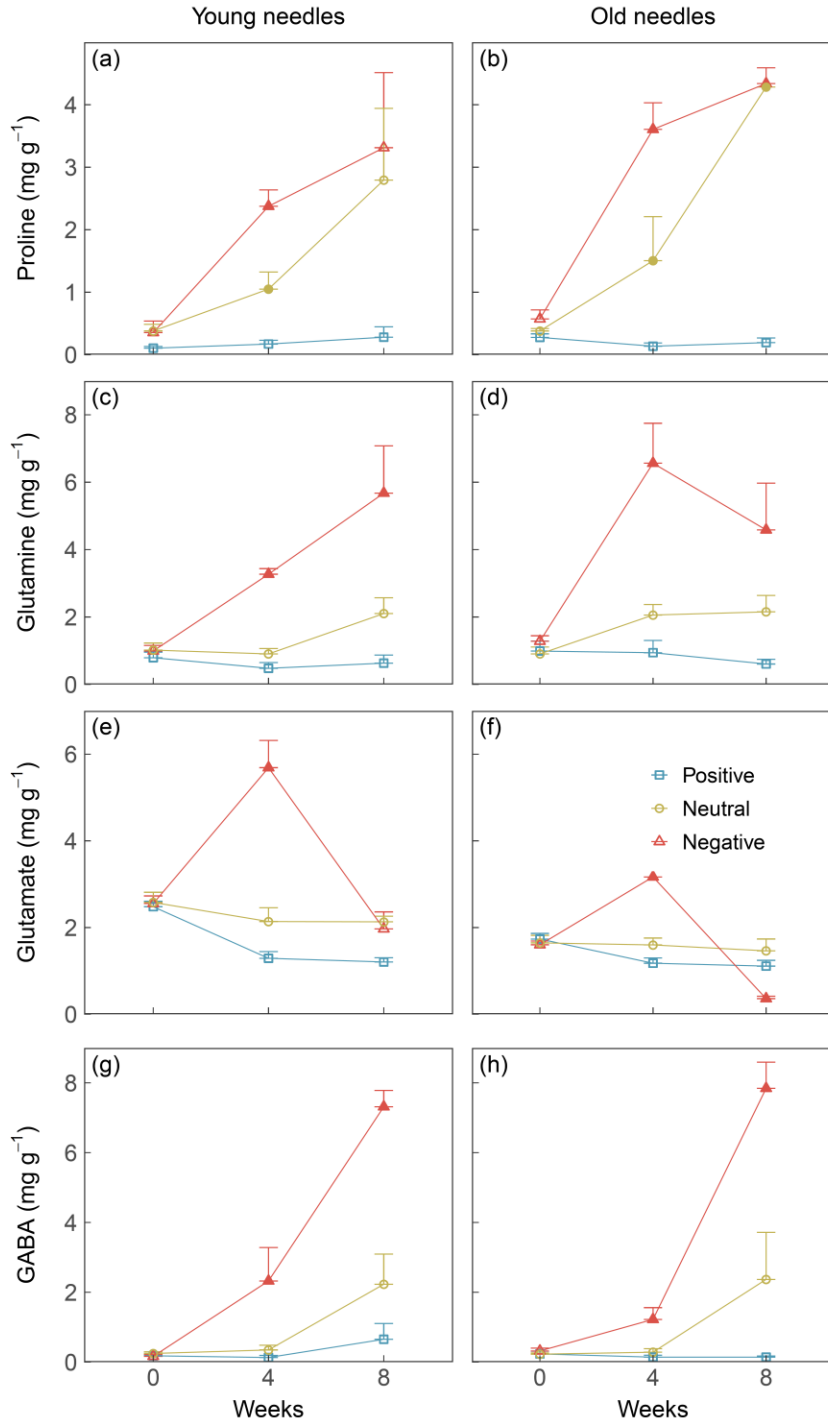 Young needles Old needles
(a) (b)
Proline (mg g⁻¹)
4
3
2
1
0
(c) (d)
Glutamine (mg g⁻¹)
8
6
4
2
0
(e) (f)
Glutamate (mg g⁻¹)
6
4
2
0
Positive
Neutral
Negative
(g) (h)
GABA (mg g⁻¹)
8
6
4
2
0
0 4 8 0 4 8
Weeks Weeks